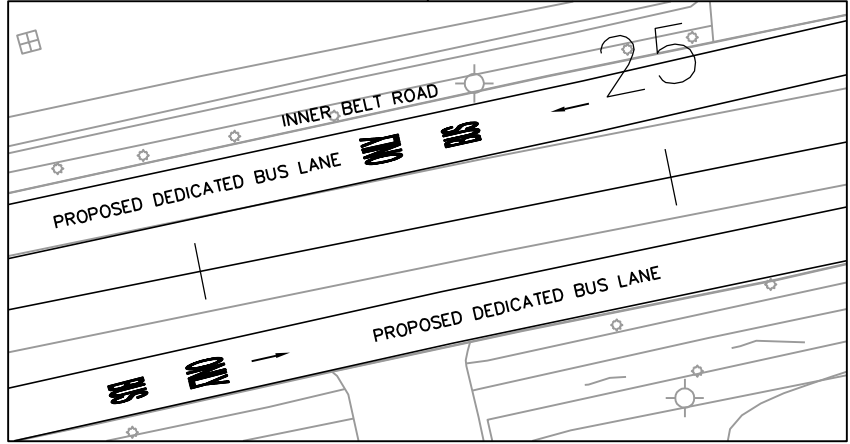 25
INNER BELT ROAD
ONLY BUS
PROPOSED DEDICATED BUS LANE
PROPOSED DEDICATED BUS LANE
BUS ONLY